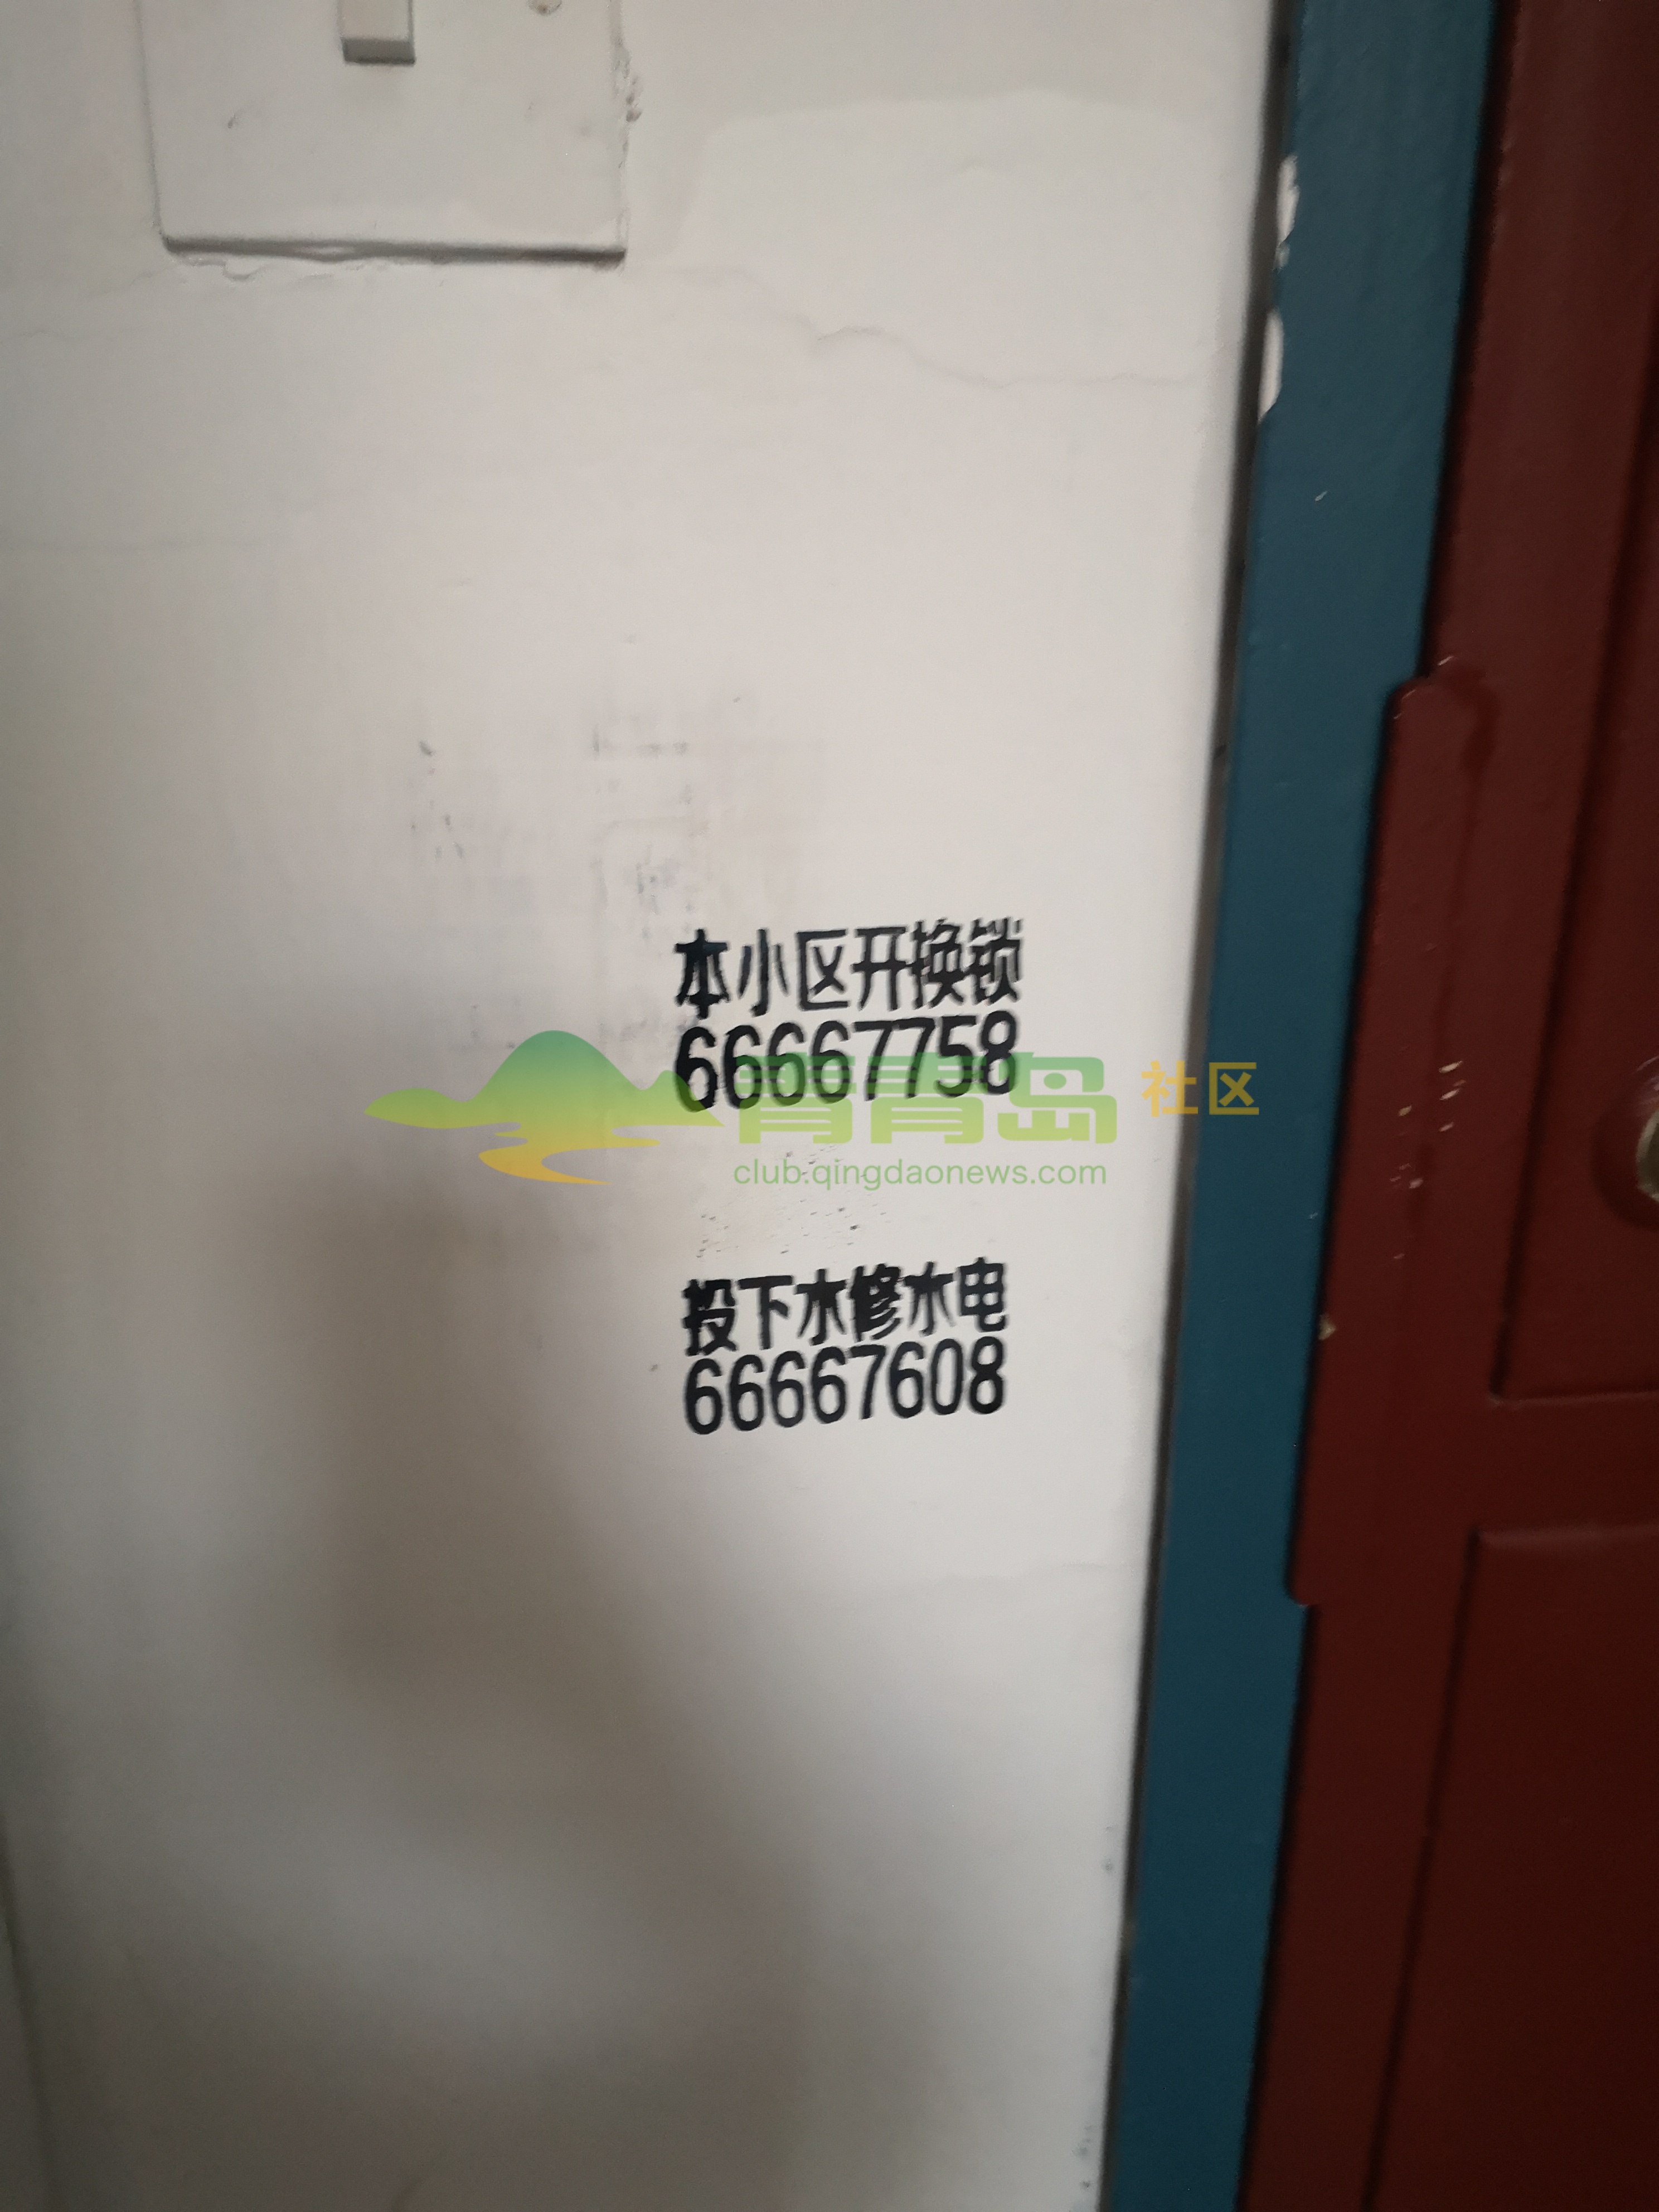 本小区开换锁
66667758
青青岛 社区
club.qingdaonews.com
投下水修水电
66667608